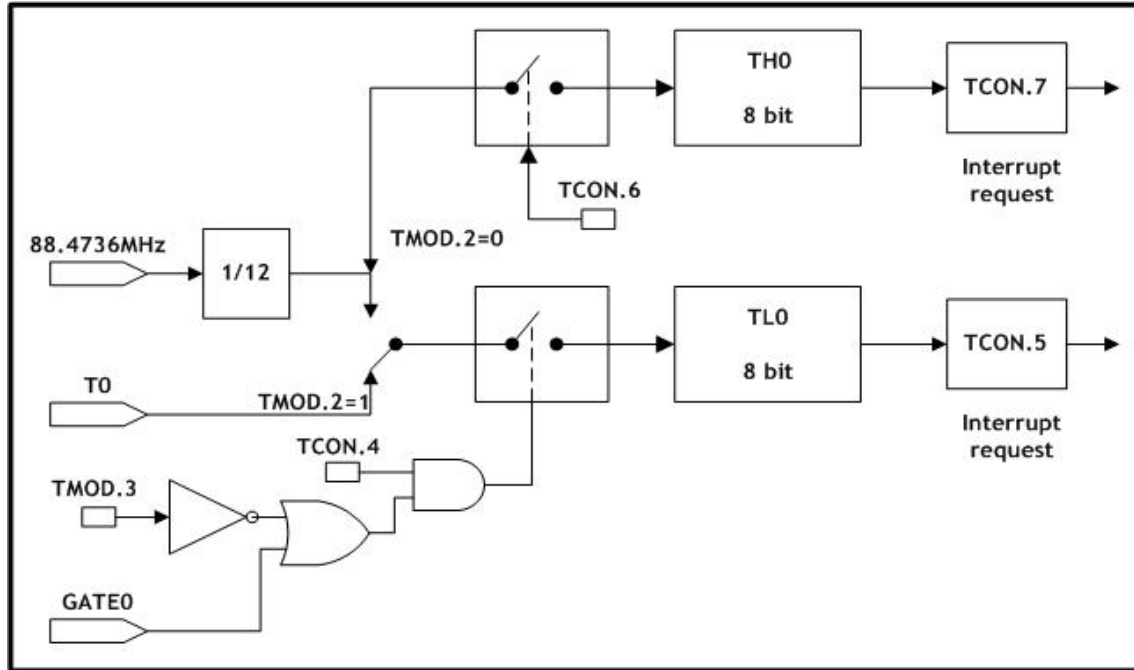 TH0
8 bit
TCON.7
Interrupt
request
TCON.6
TMOD.2=0
88.4736MHz
1/12
TL0
8 bit
TCON.5
Interrupt
request
T0
TMOD.2=1
TCON.4
TMOD.3
GATE0